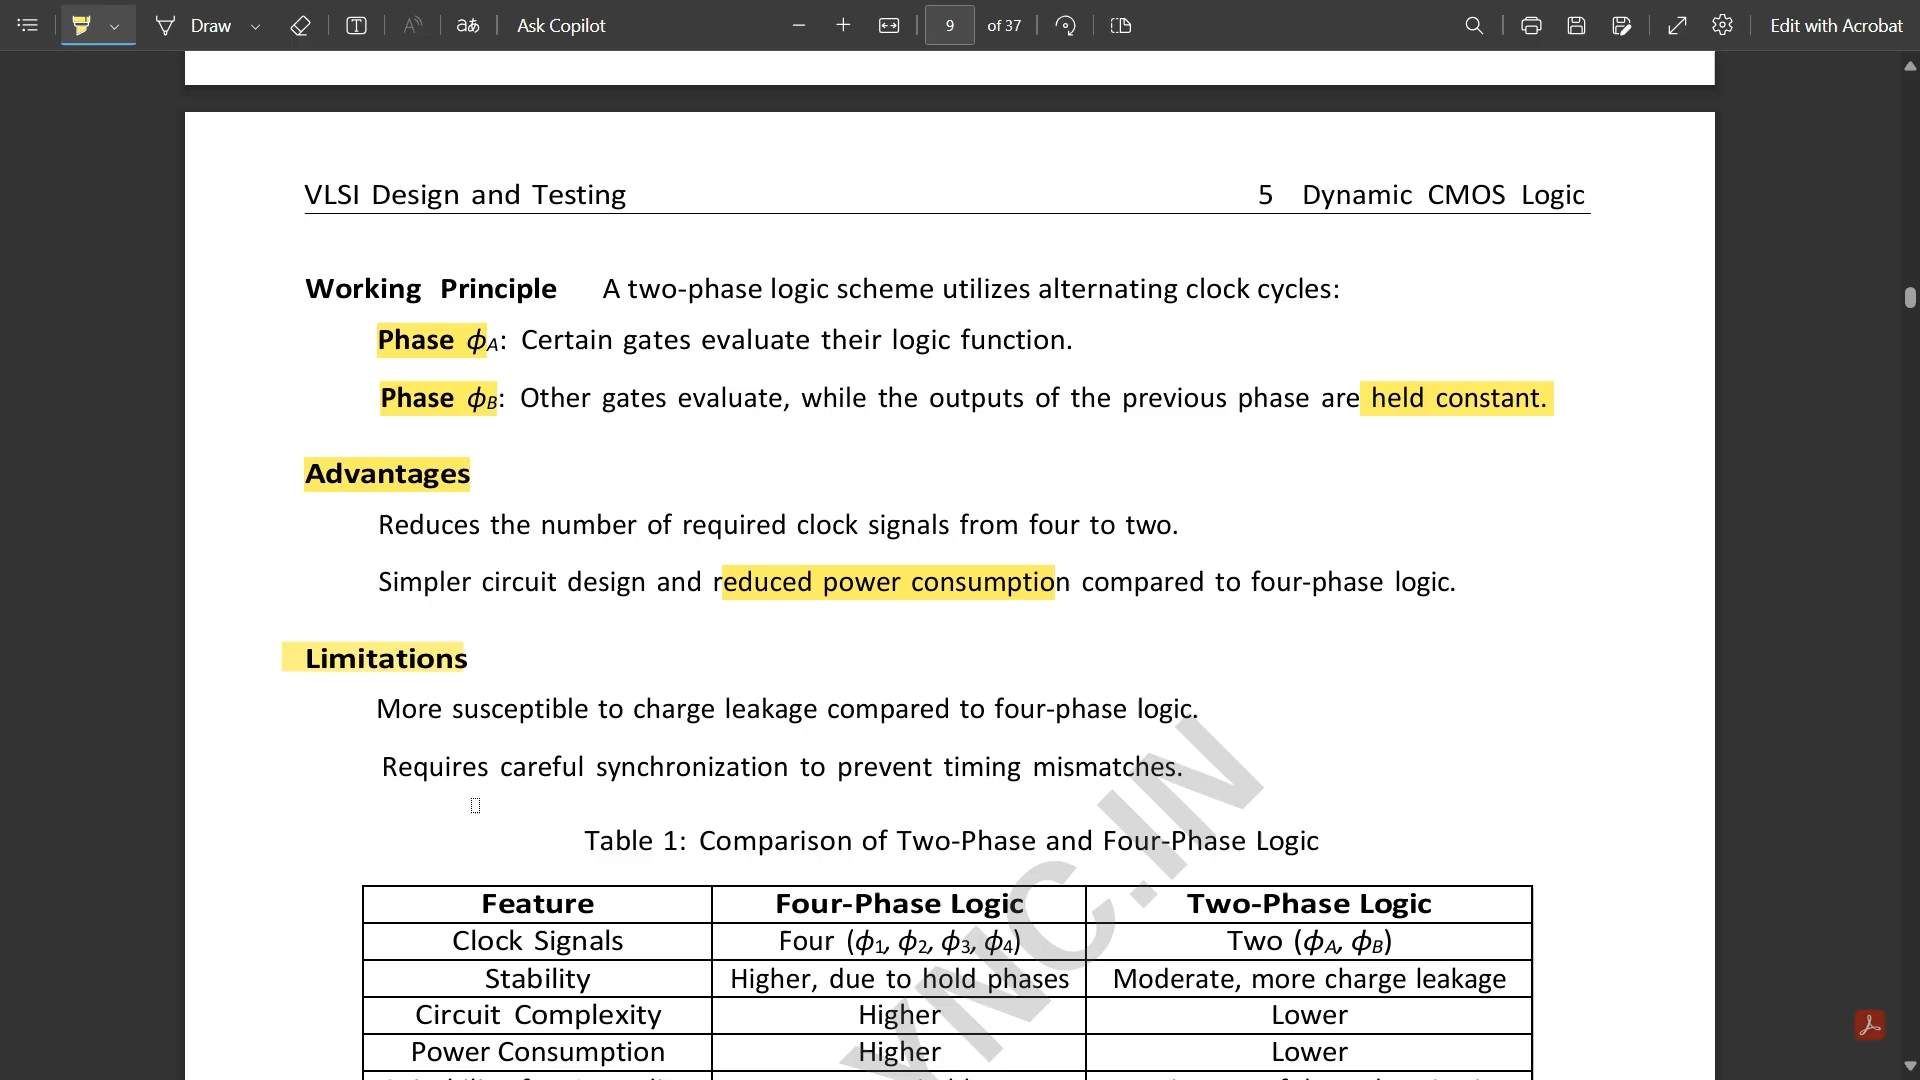 Draw
aあ
Ask Copilot
9 of 37
Edit with Acrobat
VLSI Design and Testing 5 Dynamic CMOS Logic
Working Principle A two-phase logic scheme utilizes alternating clock cycles:
Phase ϕA: Certain gates evaluate their logic function.
Phase ϕB: Other gates evaluate, while the outputs of the previous phase are held constant.
Advantages
Reduces the number of required clock signals from four to two.
Simpler circuit design and reduced power consumption compared to four-phase logic.
Limitations
More susceptible to charge leakage compared to four-phase logic.
Requires careful synchronization to prevent timing mismatches.
Table 1: Comparison of Two-Phase and Four-Phase Logic
Feature Four-Phase Logic Two-Phase Logic
Clock Signals Four (ϕ1, ϕ2, ϕ3, ϕ4) Two (ϕA, ϕB)
Stability Higher, due to hold phases Moderate, more charge leakage
Circuit Complexity Higher Lower
Power Consumption Higher Lower
YNC.IN